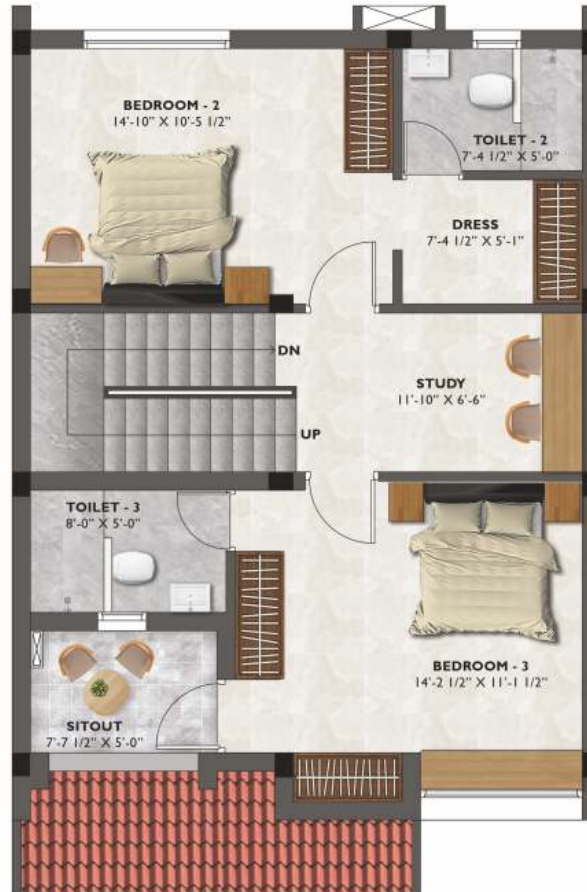 BEDROOM - 2
14'-10” X 10'-5 1/2”
TOILET - 2
7'-4 1/2” X 5'-0”
DRESS
7'-4 1/2” X 5'-1”
DN
STUDY
11'-10” X 6'-6”
UP
TOILET - 3
8'-0” X 5'-0”
BEDROOM - 3
14'-2 1/2” X 11'-1 1/2”
SITOUT
7'-7 1/2” X 5'-0”